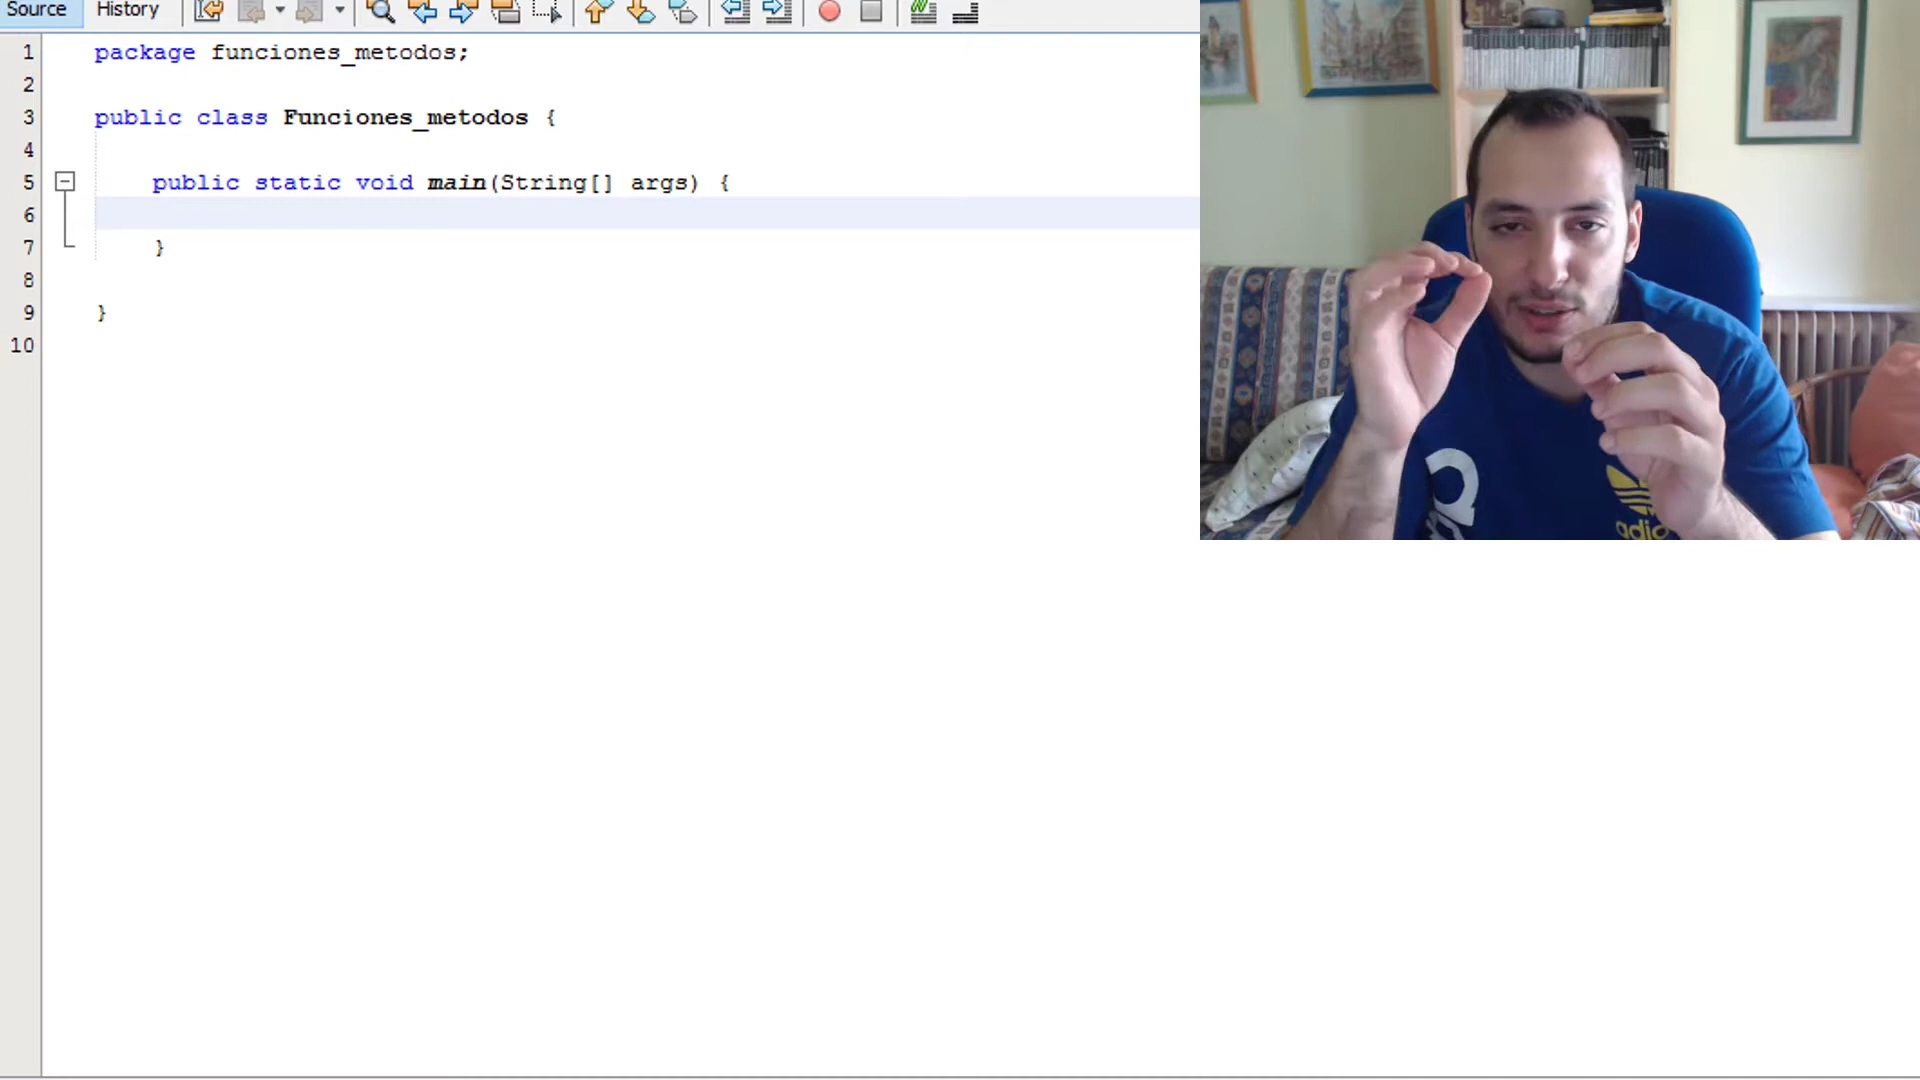 Source History
1 package funciones_metodos;
2
3 public class Funciones_metodos {
4
5 public static void main(String[] args) {
6
7 }
8
9 }
10
adidas